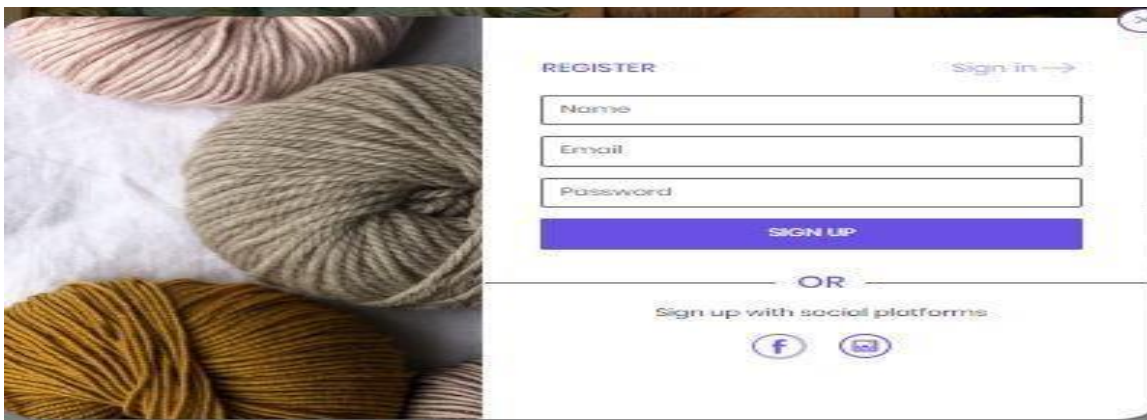 REGISTER
Sign in
Name
Email
Password
SIGN UP
OR
Sign up with social platforms
f